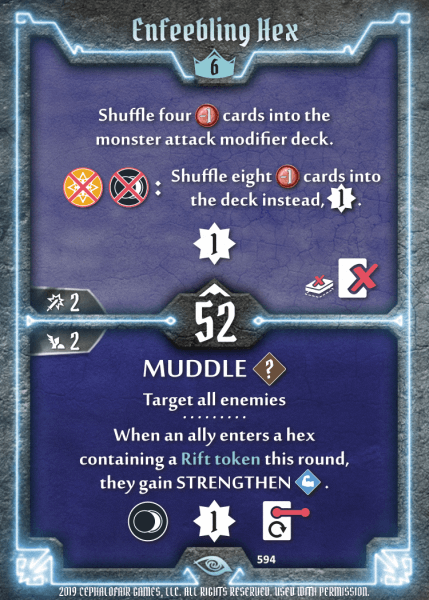 Enfeebling Hex
6
Shuffle four -1 cards into the
monster attack modifier deck.
: Shuffle eight -1 cards into
the deck instead, 1 .
1
2
52
2
MUDDLE ?
Target all enemies
.........
When an ally enters a hex
containing a Rift token this round,
they gain STRENGTHEN .
1
594
2019 CEPHALOFAIR GAMES, LLC. ALL RIGHTS RESERVED. USED WITH PERMISSION.